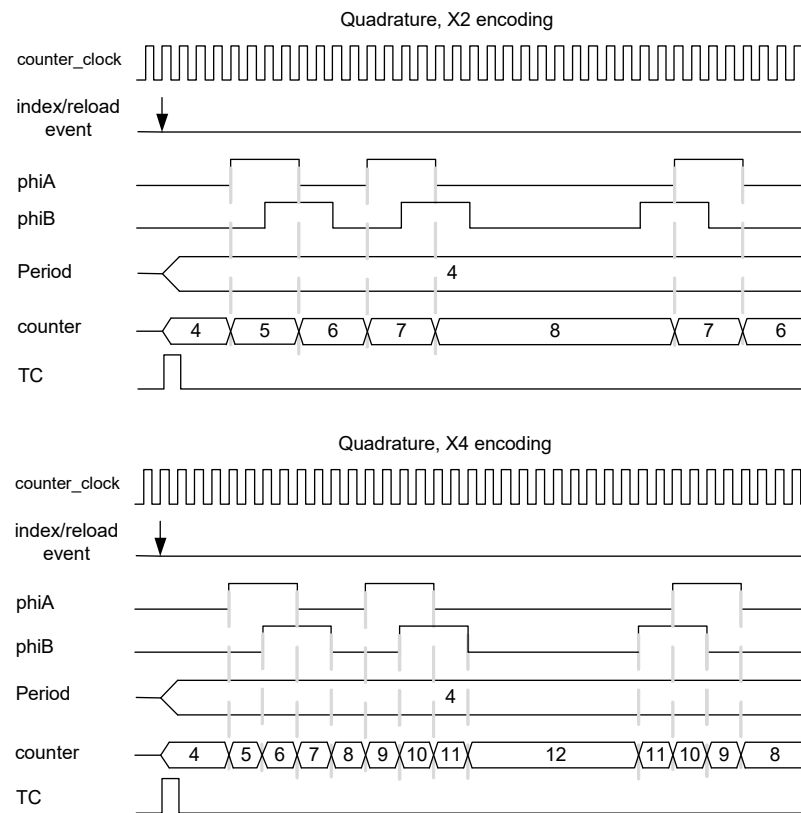 Quadrature, X2 encoding
counter_clock
index/reload
event
phiA
phiB
Period 4
counter 4 5 6 7 8 7 6
TC
Quadrature, X4 encoding
counter_clock
index/reload
event
phiA
phiB
Period 4
counter 4 5 6 7 8 9 10 11 12 11 10 9 8
TC